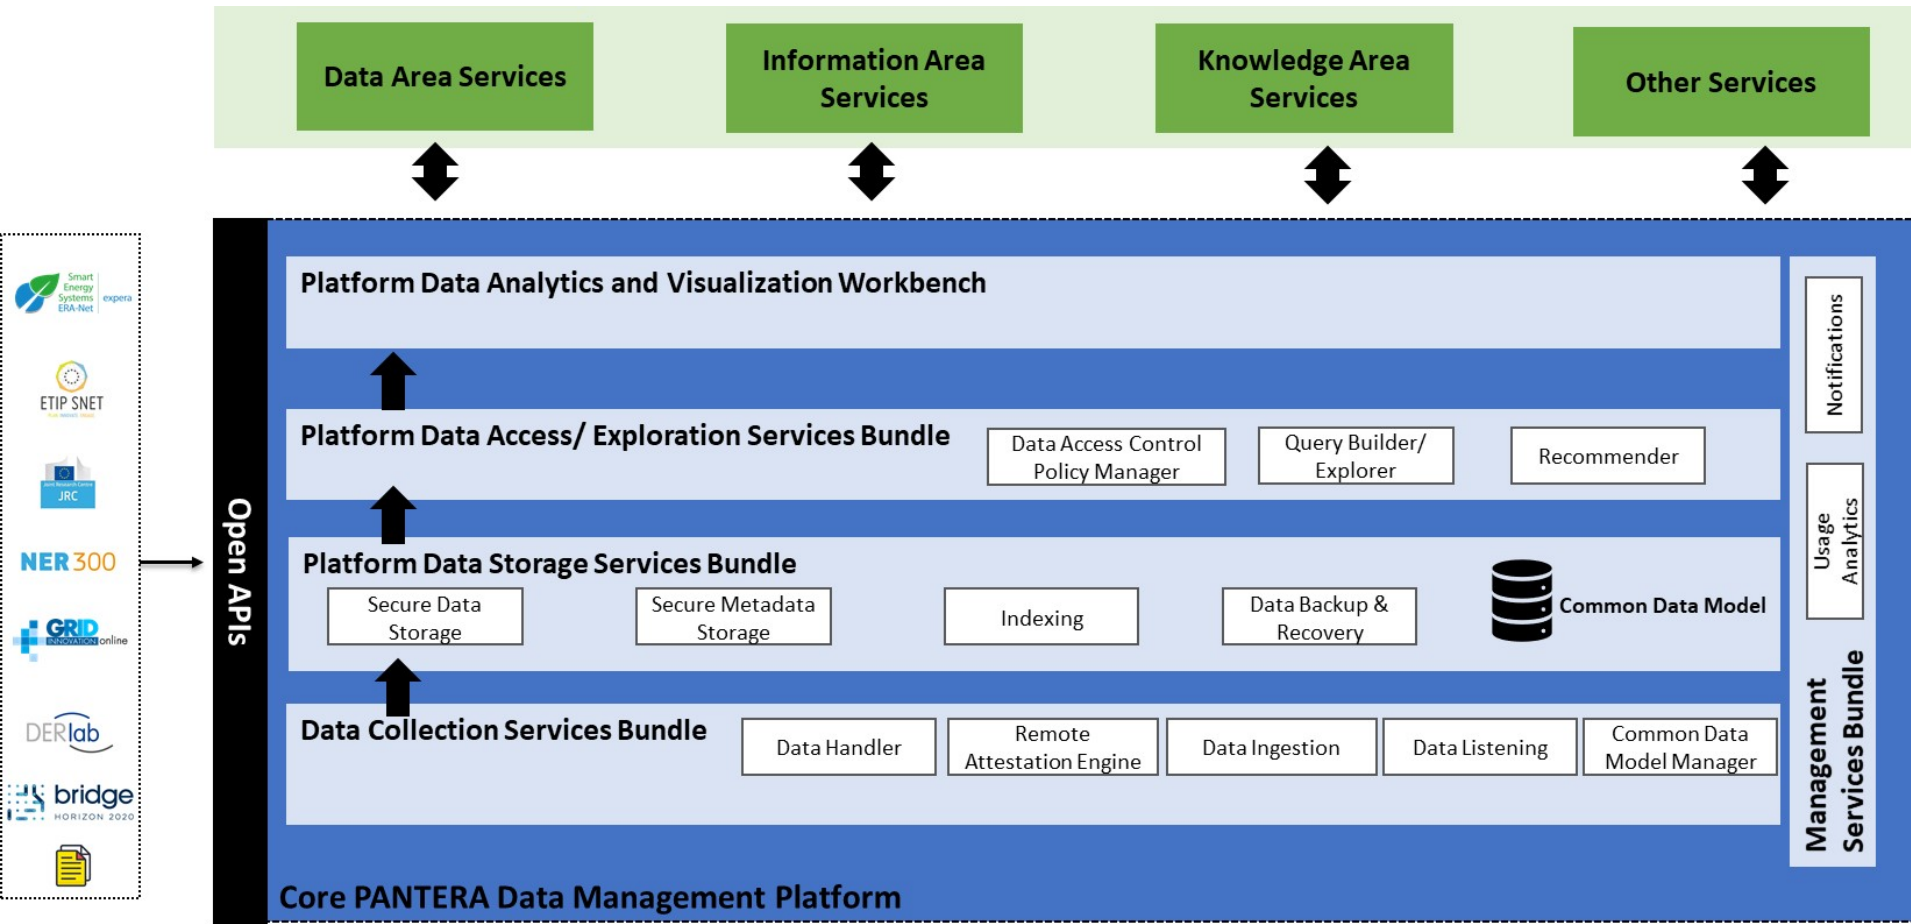 Data Area Services
Information Area
Services
Knowledge Area
Services
Other Services
Smart
Energy
Systems
ERA-Net
expera
ETIP SNET
Joint Research Centre
JRC
NER300
GRID
INNOVATION online
DERlab
bridge
HORIZON 2020
Open APIs
Platform Data Analytics and Visualization Workbench
Platform Data Access/ Exploration Services Bundle
Data Access Control
Policy Manager
Query Builder/
Explorer
Recommender
Platform Data Storage Services Bundle
Secure Data
Storage
Secure Metadata
Storage
Indexing
Data Backup &
Recovery
Common Data Model
Data Collection Services Bundle
Data Handler
Remote
Attestation Engine
Data Ingestion
Data Listening
Common Data
Model Manager
Notifications
Usage
Analytics
Management
Services Bundle
Core PANTERA Data Management Platform